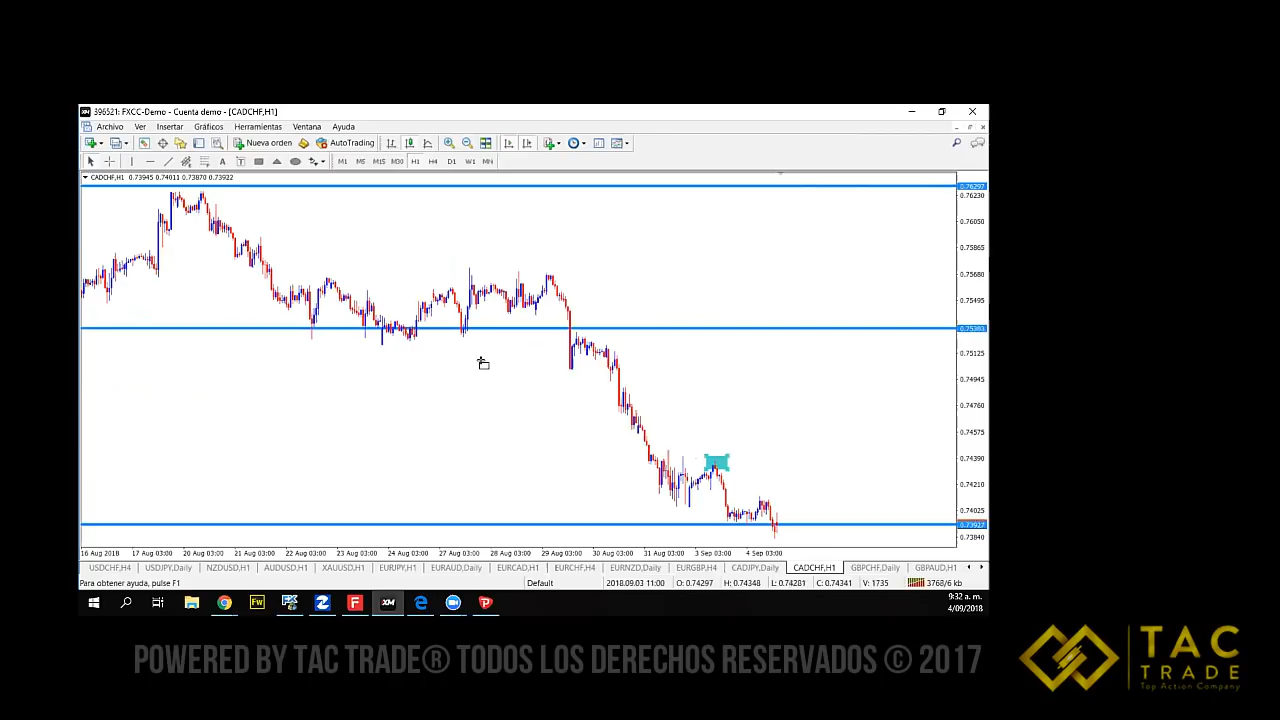 396521: FXCC-Demo - Cuenta demo - [CADCHF,H1]
Archivo Ver Insertar Gráficos Herramientas Ventana Ayuda
Nueva orden AutoTrading
M1 M5 M15 M30 H1 H4 D1 W1 MN
CADCHF,H1 0.73945 0.74011 0.73870 0.73922
0.76297
0.76230
0.76050
0.75865
0.75680
0.75495
0.75303
0.75125
0.74945
0.74760
0.74575
0.74390
0.74210
0.74025
0.73927
0.73840
16 Aug 2018 17 Aug 03:00 20 Aug 03:00 21 Aug 03:00 22 Aug 03:00 23 Aug 03:00 24 Aug 03:00 27 Aug 03:00 28 Aug 03:00 29 Aug 03:00 30 Aug 03:00 31 Aug 03:00 3 Sep 03:00 4 Sep 03:00
USDCHF,H4 USDJPY,Daily NZDUSD,H1 AUDUSD,H1 XAUUSD,H1 EURJPY,H1 EURAUD,Daily EURCAD,H1 EURCHF,H4 EURNZD,Daily EURGBP,H4 CADJPY,Daily CADCHF,H1 GBPCHF,Daily GBPAUD,H1
Para obtener ayuda, pulse F1 Default 2018.09.03 11:00 O: 0.74297 H: 0.74348 L: 0.74281 C: 0.74341 V: 1735 3768/6 kb
9:32 a. m.
4/09/2018
POWERED BY TAC TRADE® TODOS LOS DERECHOS RESERVADOS © 2017
TAC
TRADE
Top Action Company